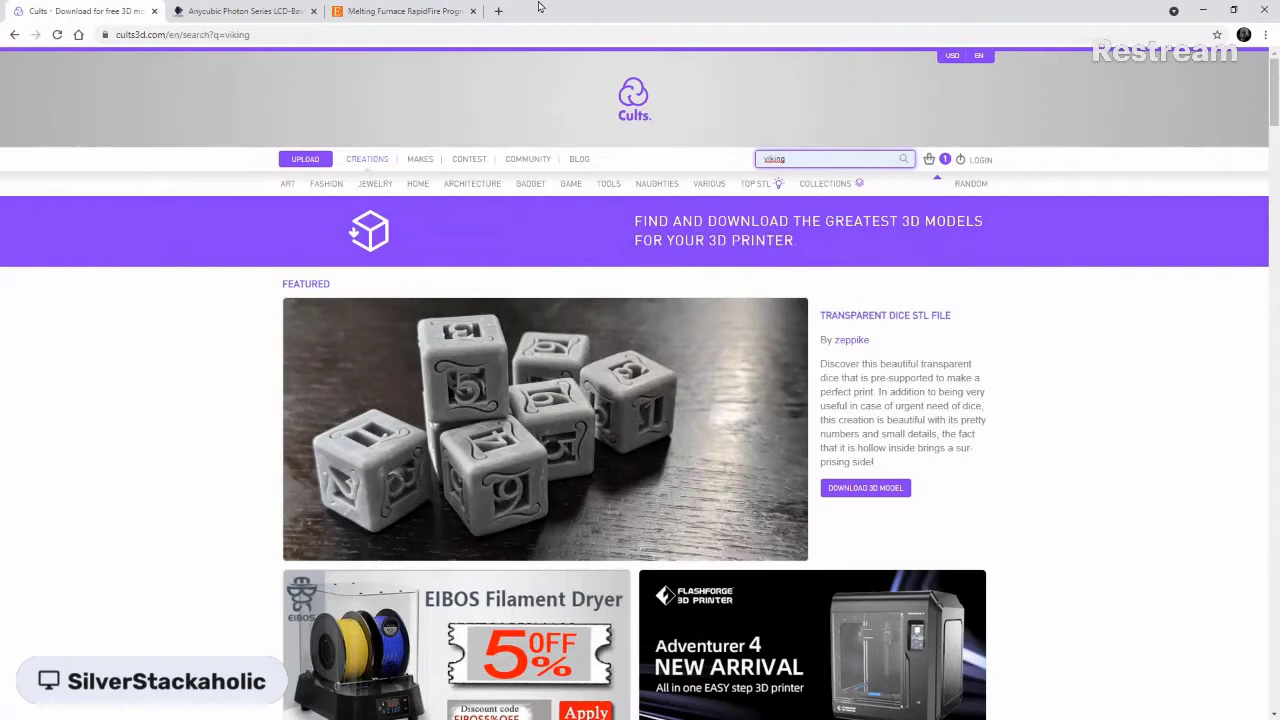 Cults・Download for free 3D mo
Anycubic Photon Series LCD-Bas
Melting Furnace RapidFire Progr
cults3d.com/en/search?q=viking
Restream
USD EN
Cults.
UPLOAD CREATIONS MAKES CONTEST COMMUNITY BLOG viking 1 LOGIN
ART FASHION JEWELRY HOME ARCHITECTURE GADGET GAME TOOLS NAUGHTIES VARIOUS TOP STL COLLECTIONS RANDOM
FIND AND DOWNLOAD THE GREATEST 3D MODELS
FOR YOUR 3D PRINTER.
FEATURED
TRANSPARENT DICE STL FILE
By zeppike
Discover this beautiful transparent
dice that is pre-supported to make a
perfect print. In addition to being very
useful in case of urgent need of dice,
this creation is beautiful with its pretty
numbers and small details, the fact
that it is hollow inside brings a sur-
prising side!
DOWNLOAD 3D MODEL
EIBOS
EIBOS Filament Dryer
5% OFF
Discount code
EIBOS5%OFF
Apply
FLASHFORGE
3D PRINTER
Adventurer 4
NEW ARRIVAL
All in one EASY step 3D printer
SilverStackaholic